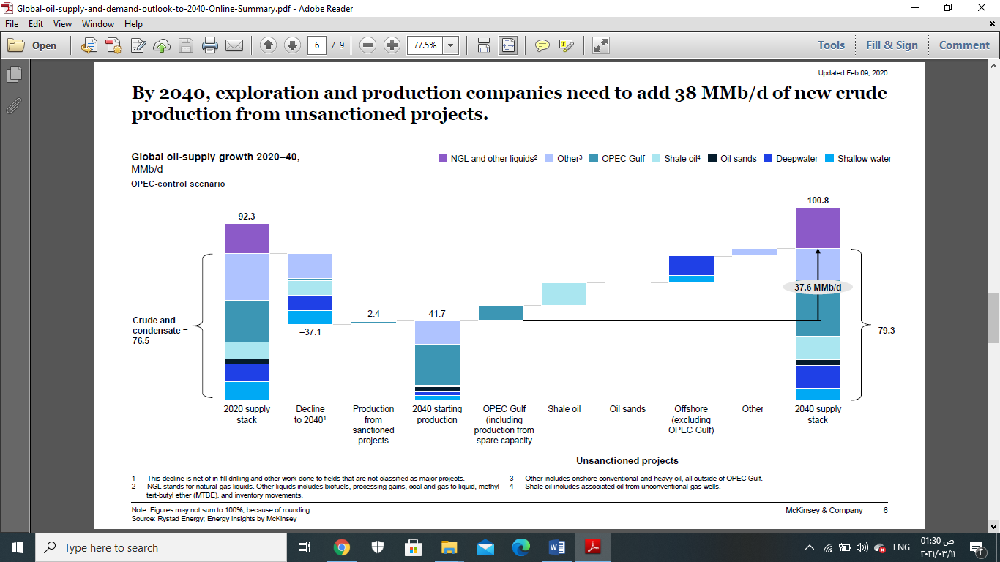 Global-oil-supply-and-demand-outlook-to-2040-Online-Summary.pdf - Adobe Reader
File Edit View Window Help
Open
6 / 9
77.5%
Tools Fill & Sign Comment
Updated Feb 09, 2020
By 2040, exploration and production companies need to add 38 MMb/d of new crude
production from unsanctioned projects.
Global oil-supply growth 2020–40,
MMb/d
OPEC-control scenario
NGL and other liquids² Other³ OPEC Gulf Shale oil⁴ Oil sands Deepwater Shallow water
92.3
100.8
37.6 MMb/d
2.4
41.7
–37.1
Crude and
condensate =
76.5
79.3
2020 supply
stack
Decline
to 2040¹
Production
from
sanctioned
projects
2040 starting
production
OPEC Gulf
(including
production from
spare capacity
Shale oil
Oil sands
Offshore
(excluding
OPEC Gulf)
Other
2040 supply
stack
Unsanctioned projects
1 This decline is net of in-fill drilling and other work done to fields that are not classified as major projects.
2 NGL stands for natural-gas liquids. Other liquids includes biofuels, processing gains, coal and gas to liquid, methyl
tert-butyl ether (MTBE), and inventory movements.
3 Other includes onshore conventional and heavy oil, all outside of OPEC Gulf.
4 Shale oil includes associated oil from unconventional gas wells.
Note: Figures may not sum to 100%, because of rounding
Source: Rystad Energy; Energy Insights by McKinsey
McKinsey & Company 6
Type here to search
ENG
01:30 ص
٢٠٢١/٠٣/١١